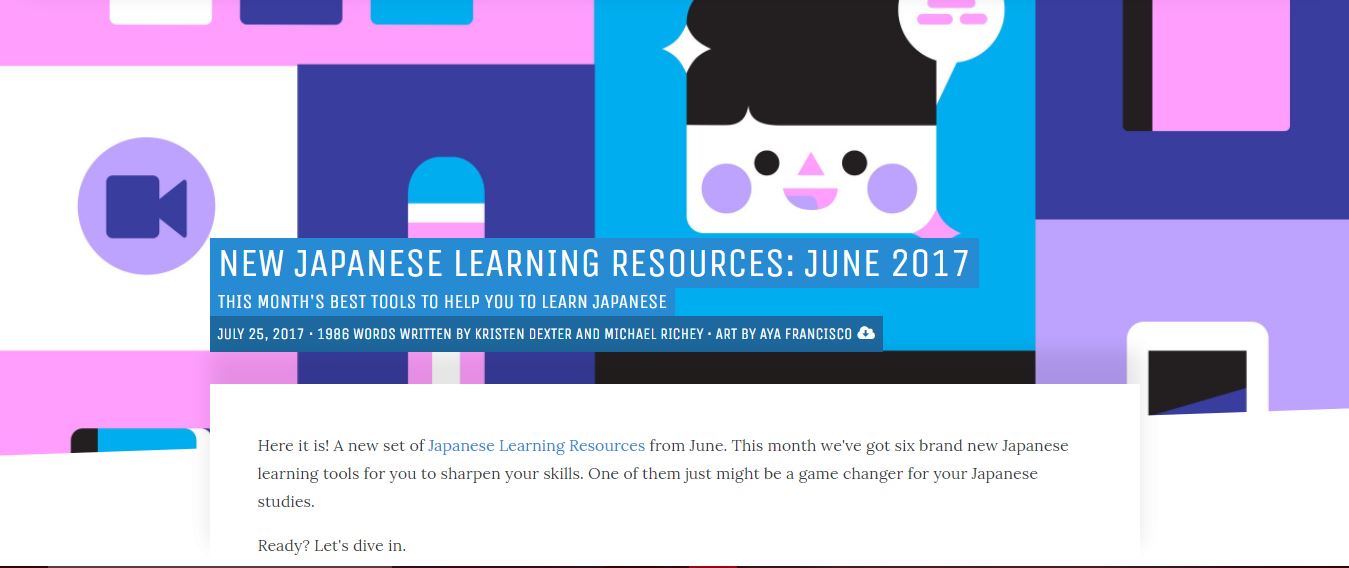 NEW JAPANESE LEARNING RESOURCES: JUNE 2017
THIS MONTH'S BEST TOOLS TO HELP YOU TO LEARN JAPANESE
JULY 25, 2017 • 1986 WORDS WRITTEN BY KRISTEN DEXTER AND MICHAEL RICHEY • ART BY AYA FRANCISCO
Here it is! A new set of Japanese Learning Resources from June. This month we've got six brand new Japanese
learning tools for you to sharpen your skills. One of them just might be a game changer for your Japanese
studies.
Ready? Let's dive in.